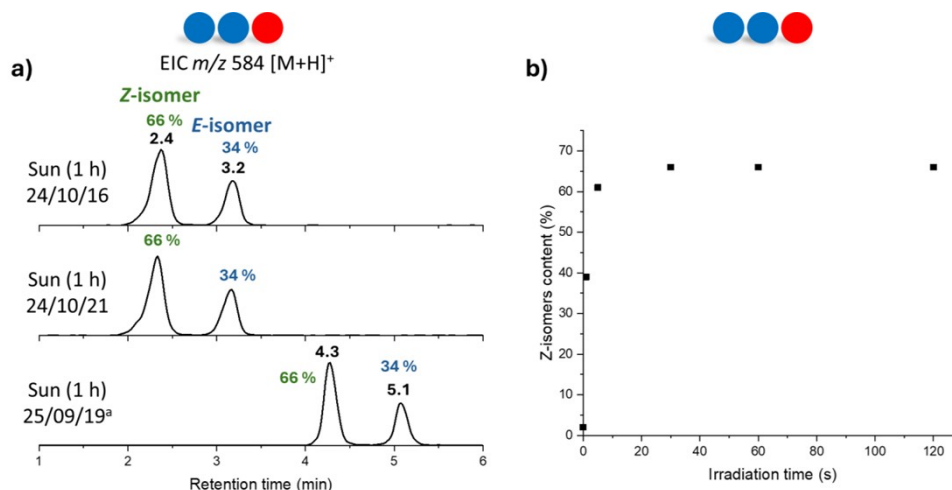 EIC m/z 584 [M+H]⁺
a)
Z-isomer
66 %
E-isomer
2.4
34 %
3.2
Sun (1 h)
24/10/16
66 %
34 %
Sun (1 h)
24/10/21
4.3
66 %
34 %
5.1
Sun (1 h)
25/09/19ᵃ
1 2 3 4 5 6
Retention time (min)
b)
Z-isomers content (%)
70
60
50
40
30
20
10
0
0 20 40 60 80 100 120
Irradiation time (s)